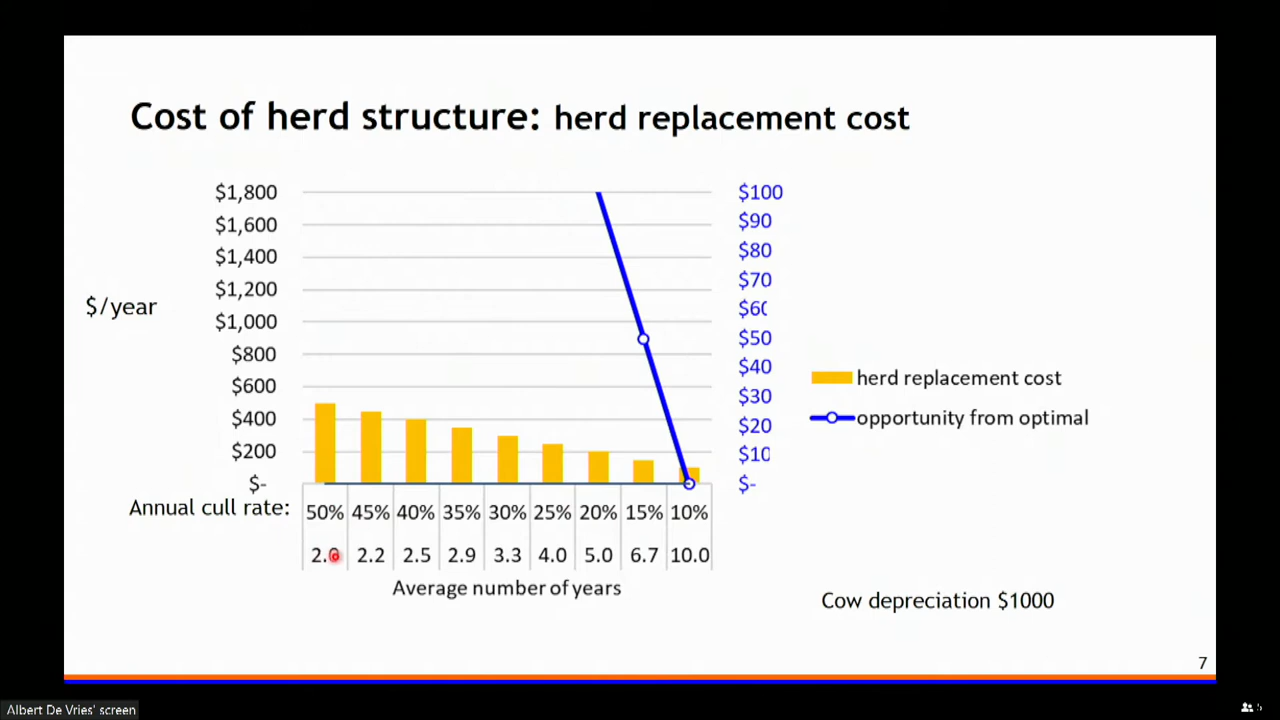 Cost of herd structure: herd replacement cost
$1,800
$1,600
$1,400
$1,200
$1,000
$800
$600
$400
$200
$-
$/year
$100
$90
$80
$70
$60
$50
$40
$30
$20
$10
$-
herd replacement cost
opportunity from optimal
Annual cull rate:
50% 45% 40% 35% 30% 25% 20% 15% 10%
2.0 2.2 2.5 2.9 3.3 4.0 5.0 6.7 10.0
Average number of years
Cow depreciation $1000
7
Albert De Vries' screen